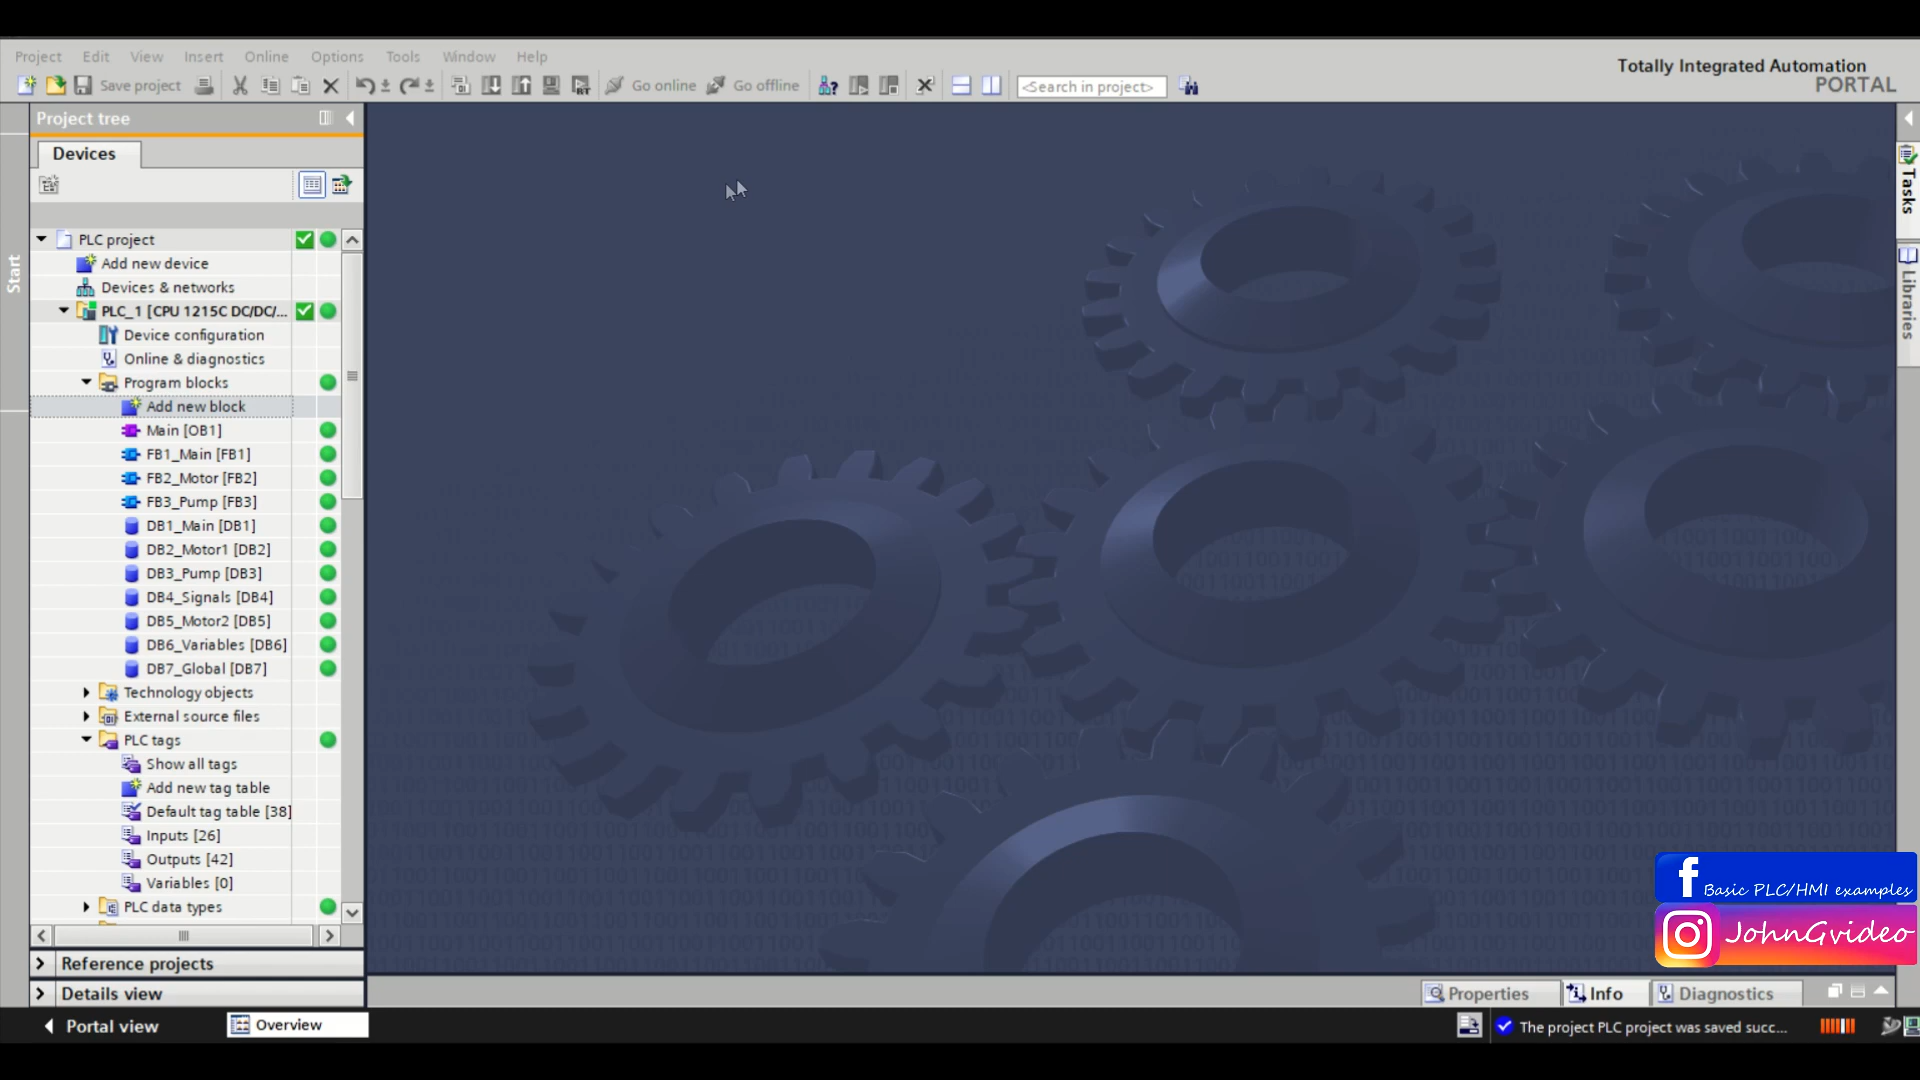 Project Edit View Insert Online Options Tools Window Help
Totally Integrated Automation
PORTAL
Save project
Go online
Go offline
<Search in project>
Project tree
Devices
Start
PLC project
Add new device
Devices & networks
PLC_1 [CPU 1215C DC/DC/...
Device configuration
Online & diagnostics
Program blocks
Add new block
Main [OB1]
FB1_Main [FB1]
FB2_Motor [FB2]
FB3_Pump [FB3]
DB1_Main [DB1]
DB2_Motor1 [DB2]
DB3_Pump [DB3]
DB4_Signals [DB4]
DB5_Motor2 [DB5]
DB6_Variables [DB6]
DB7_Global [DB7]
Technology objects
External source files
PLC tags
Show all tags
Add new tag table
Default tag table [38]
Inputs [26]
Outputs [42]
Variables [0]
PLC data types
Reference projects
Details view
Portal view
Overview
Tasks
Libraries
Basic PLC/HMI examples
JohnGvideo
Properties
Info
Diagnostics
The project PLC project was saved succ...